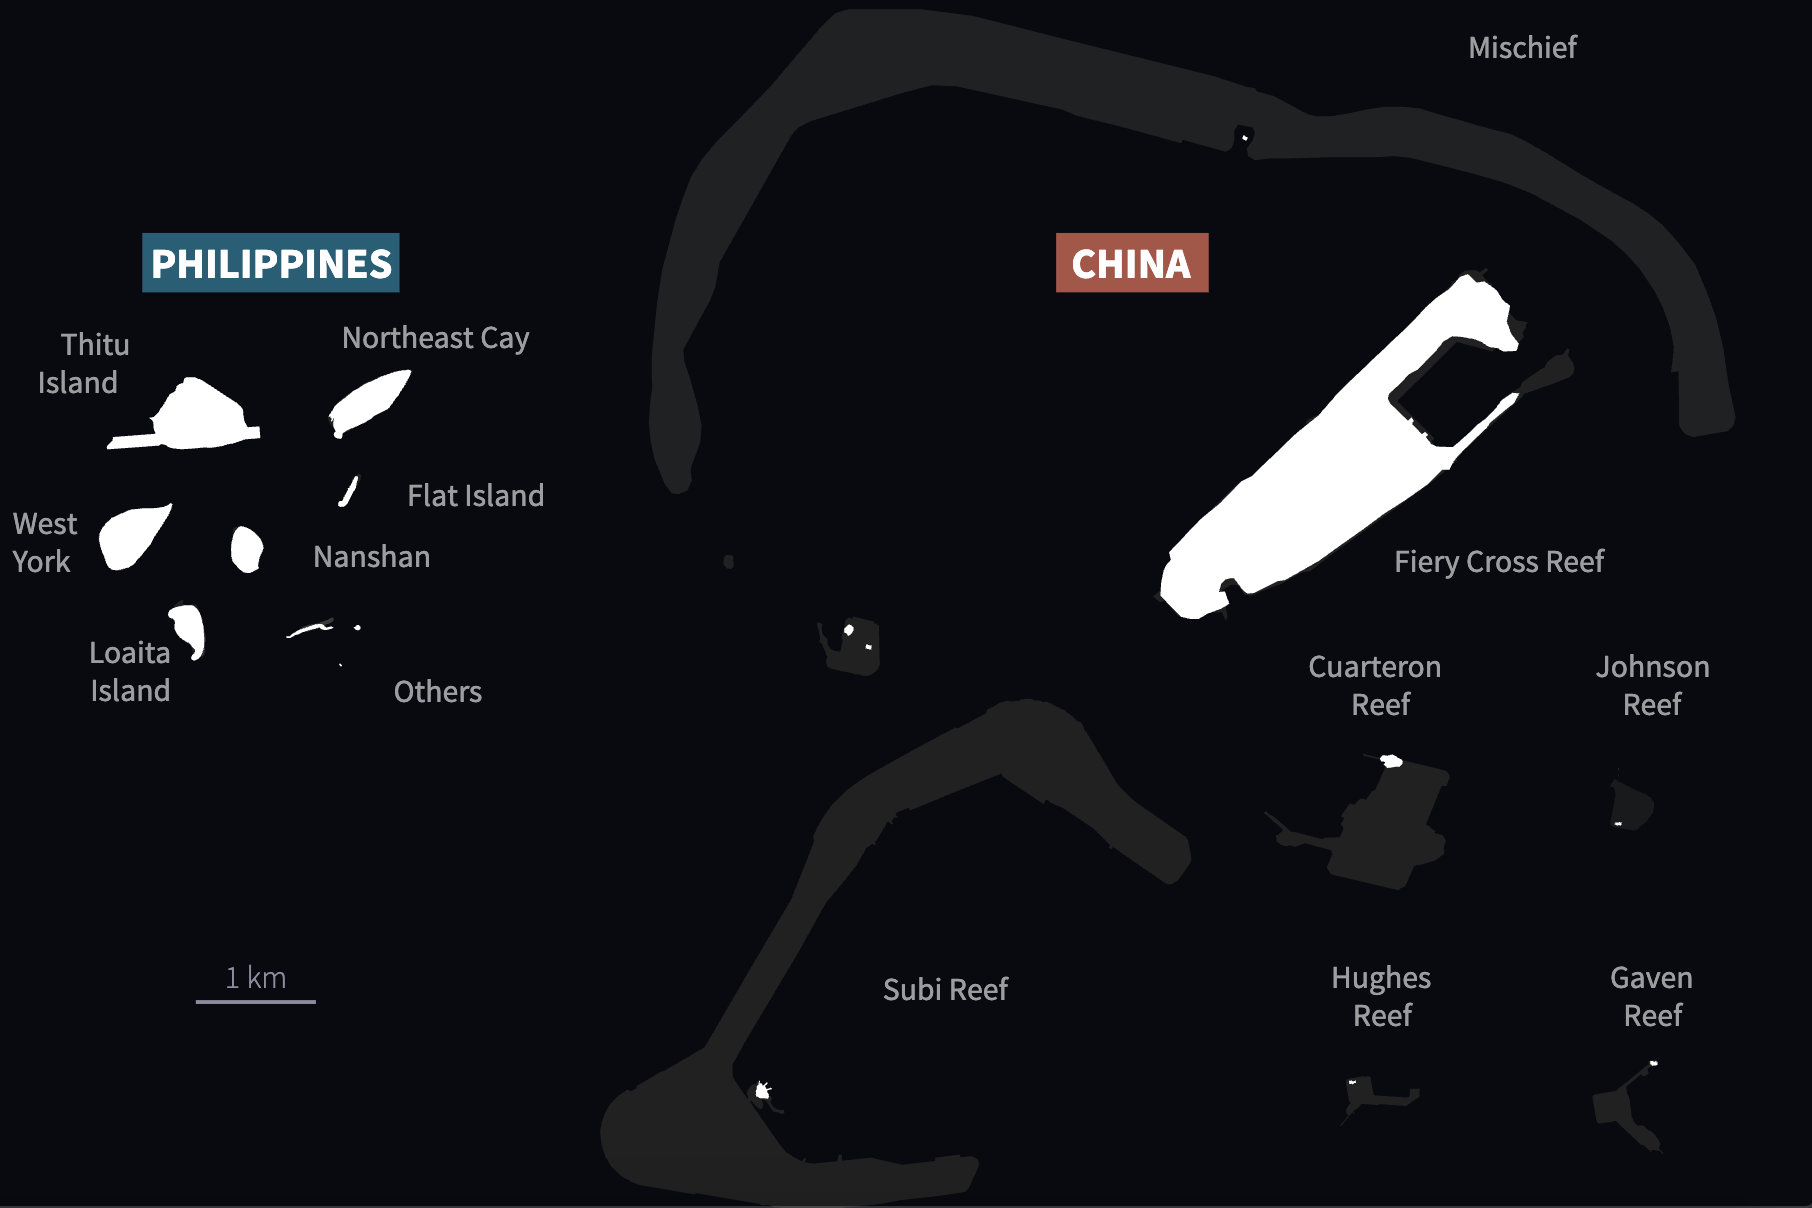 Mischief
PHILIPPINES
CHINA
Thitu
Island
Northeast Cay
Flat Island
West
York
Nanshan
Fiery Cross Reef
Loaita
Island
Others
Cuarteron
Reef
Johnson
Reef
1 km
Subi Reef
Hughes
Reef
Gaven
Reef